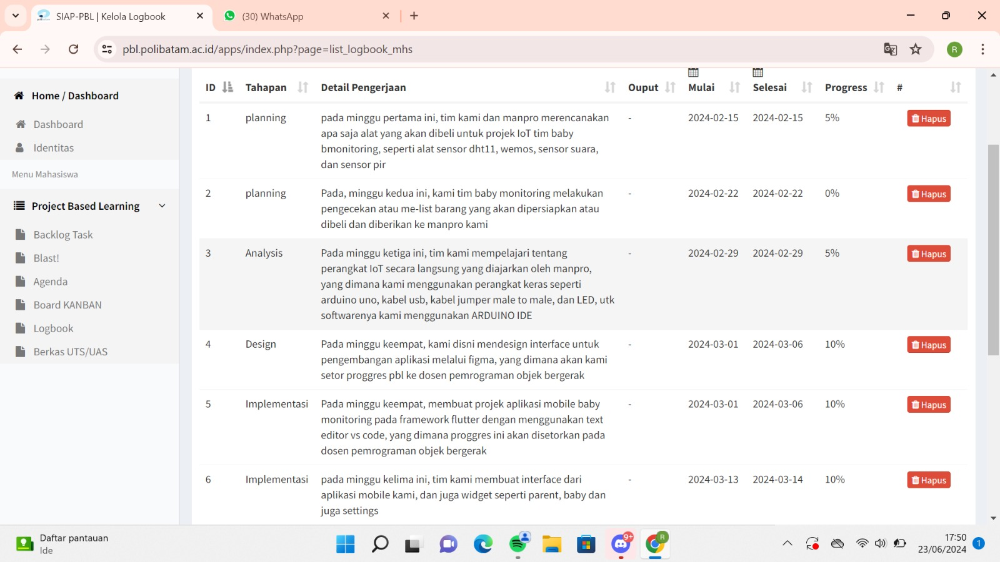 SIAP-PBL | Kelola Logbook
(30) WhatsApp
pbl.polibatam.ac.id/apps/index.php?page=list_logbook_mhs
R
Home / Dashboard
Dashboard
Identitas
Menu Mahasiswa
Project Based Learning
Backlog Task
Blast!
Agenda
Board KANBAN
Logbook
Berkas UTS/UAS
ID Tahapan Detail Pengerjaan Ouput Mulai Selesai Progress #
1 planning pada minggu pertama ini, tim kami dan manpro merencanakan - 2024-02-15 2024-02-15 5% Hapus
apa saja alat yang akan dibeli untuk projek IoT tim baby
bmonitoring, seperti alat sensor dht11, wemos, sensor suara,
dan sensor pir
2 planning Pada, minggu kedua ini, kami tim baby monitoring melakukan - 2024-02-22 2024-02-22 0% Hapus
pengecekan atau me-list barang yang akan dipersiapkan atau
dibeli dan diberikan ke manpro kami
3 Analysis Pada minggu ketiga ini, tim kami mempelajari tentang - 2024-02-29 2024-02-29 5% Hapus
perangkat IoT secara langsung yang diajarkan oleh manpro,
yang dimana kami menggunakan perangkat keras seperti
arduino uno, kabel usb, kabel jumper male to male, dan LED, utk
softwarenya kami menggunakan ARDUINO IDE
4 Design Pada minggu keempat, kami disni mendesign interface untuk - 2024-03-01 2024-03-06 10% Hapus
pengembangan aplikasi melalui figma, yang dimana akan kami
setor proggres pbl ke dosen pemrograman objek bergerak
5 Implementasi Pada minggu keempat, membuat projek aplikasi mobile baby - 2024-03-01 2024-03-06 10% Hapus
monitoring pada framework flutter dengan menggunakan text
editor vs code, yang dimana proggres ini akan disetorkan pada
dosen pemrograman objek bergerak
6 Implementasi pada minggu kelima ini, tim kami membuat interface dari - 2024-03-13 2024-03-14 10% Hapus
aplikasi mobile kami, dan juga widget seperti parent, baby dan
juga settings
Daftar pantauan
Ide
9+
R
17:50
23/06/2024
1